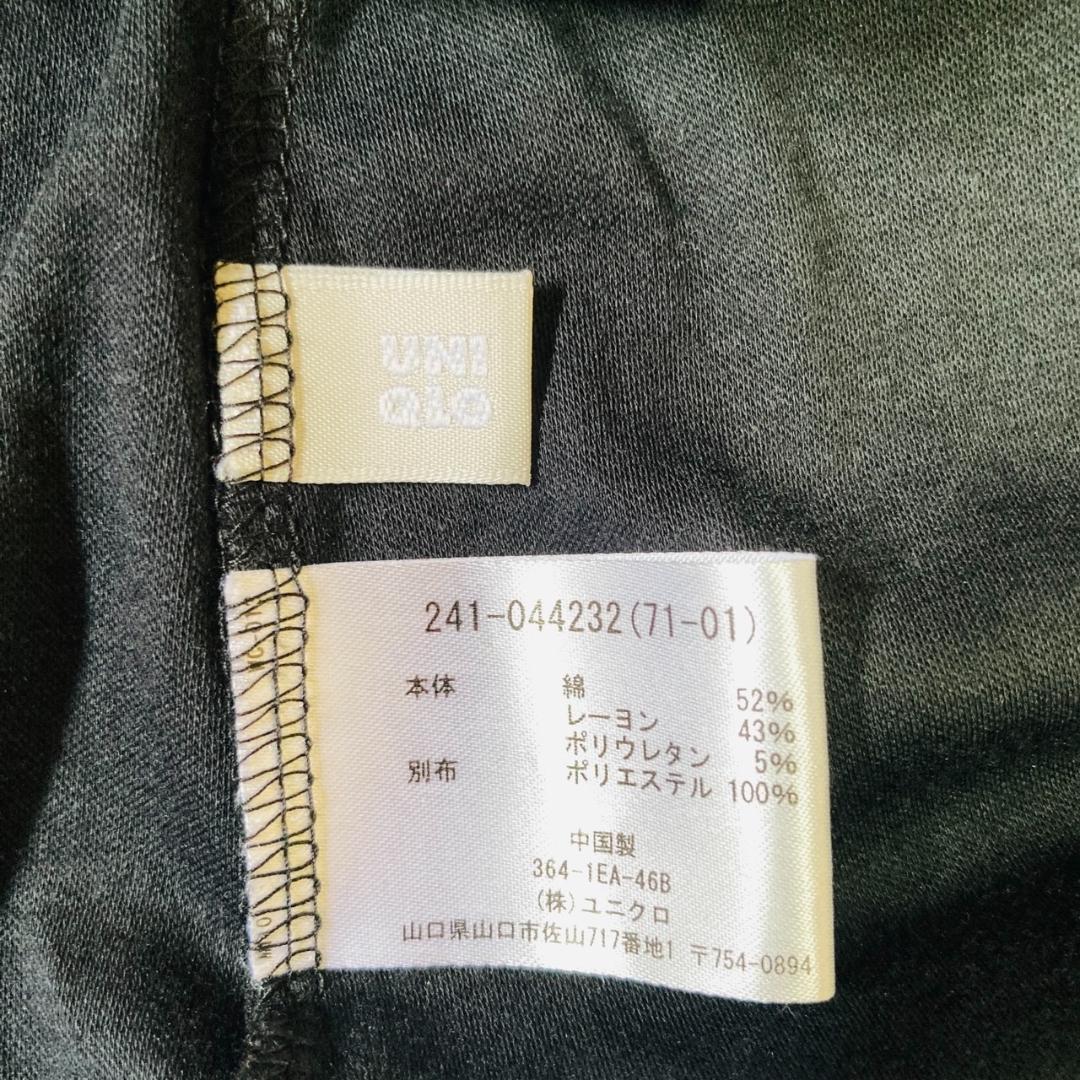 UNI
QLO
241-044232(71-01)
本体 綿 52%
レーヨン 43%
ポリウレタン 5%
別布 ポリエステル 100%
中国製
364-1EA-46B
(株)ユニクロ
山口県山口市佐山717番地1 〒754-0894